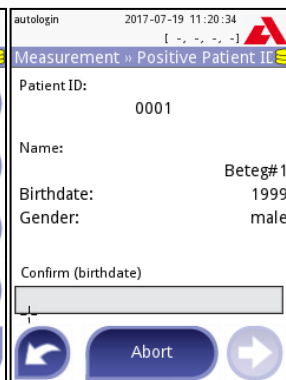 autologin 2017-07-19 11:20:34
[ -, -, -, -]
Measurement » Positive Patient ID
Patient ID:
0001
Name:
Beteg#1
Birthdate: 1999
Gender: male
Confirm (birthdate)
Abort